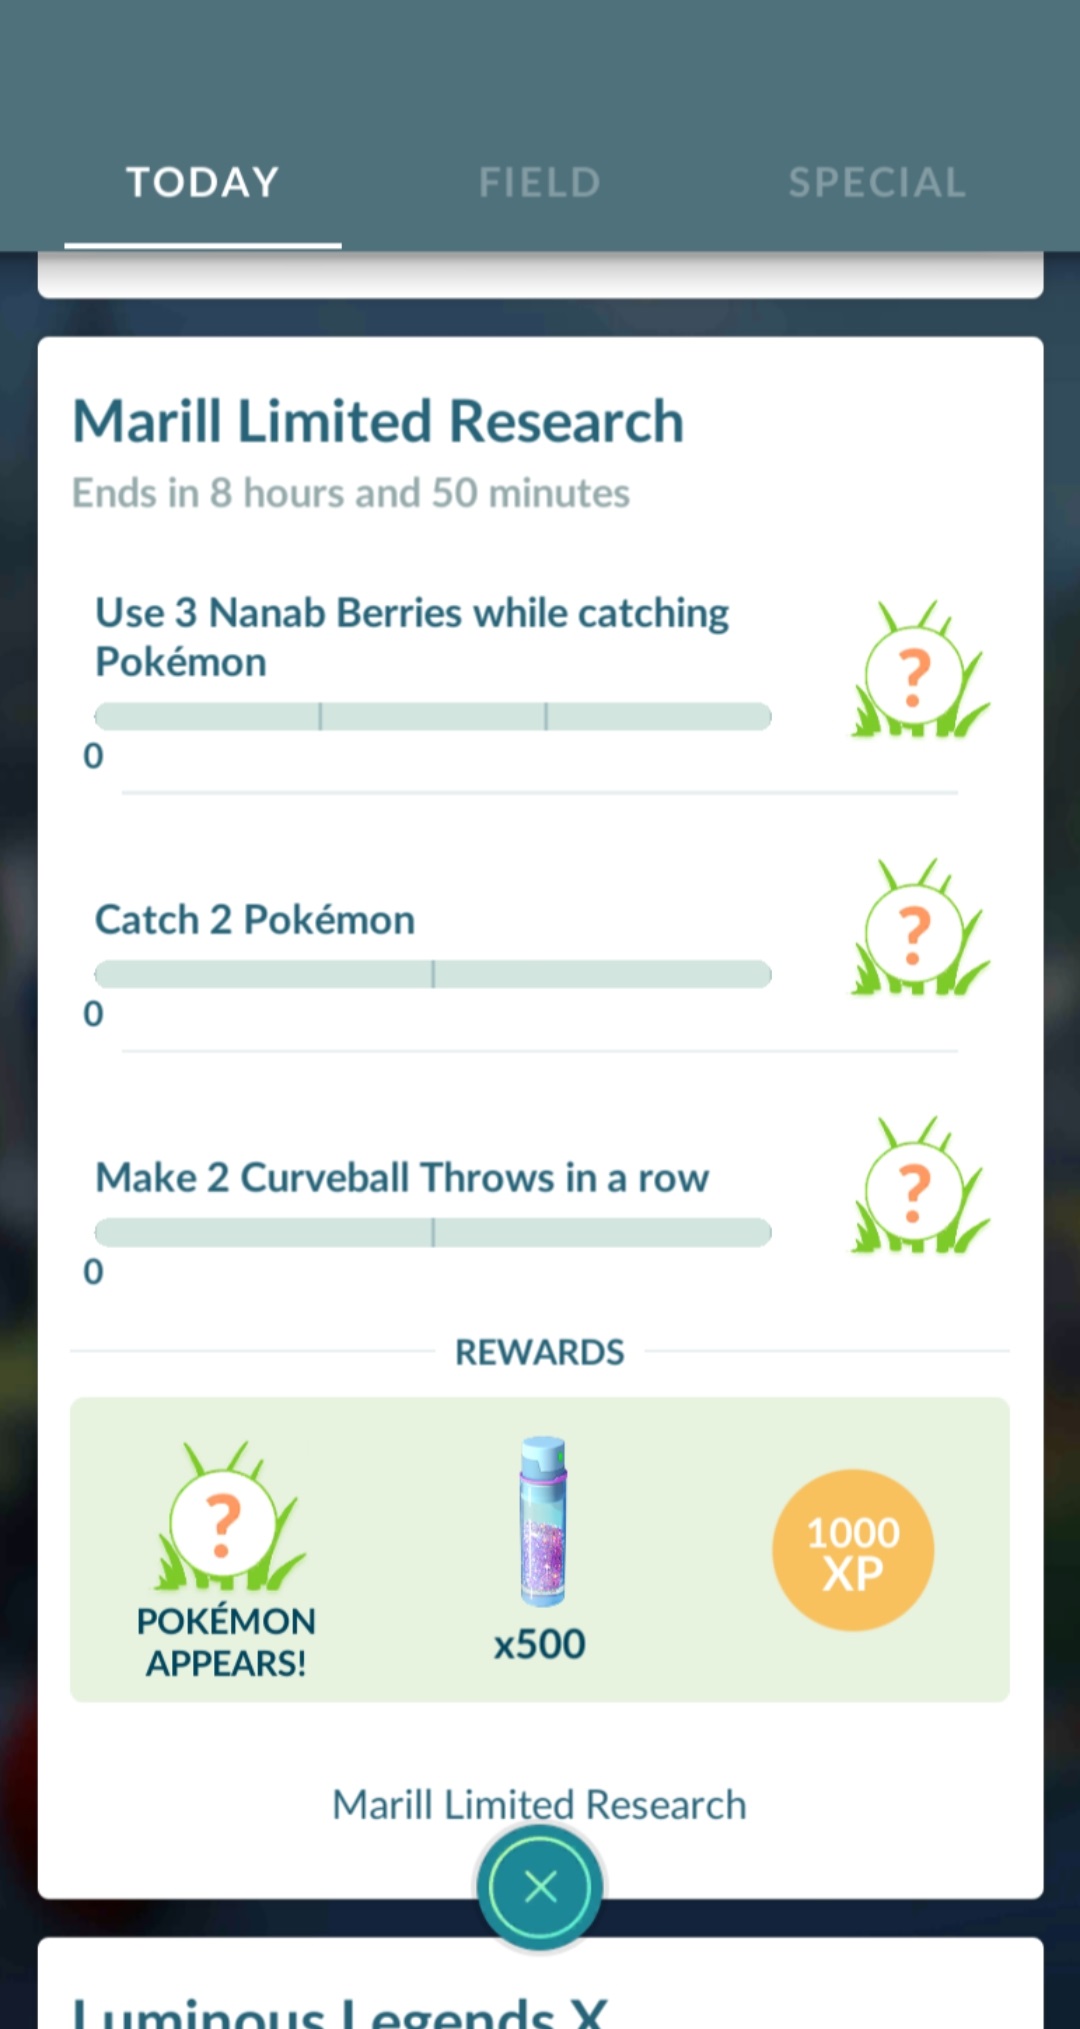 TODAY
FIELD
SPECIAL
Marill Limited Research
Ends in 8 hours and 50 minutes
Use 3 Nanab Berries while catching
Pokémon
?
0
Catch 2 Pokémon
?
0
Make 2 Curveball Throws in a row
?
0
REWARDS
?
POKÉMON
APPEARS!
x500
1000
XP
Marill Limited Research
Luminous Legends X